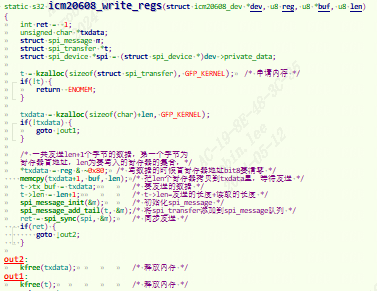 static s32 icm20608_write_regs(struct icm20608_dev *dev, u8 reg, u8 *buf, u8 len)
{
int ret = -1;
unsigned char *txdata;
struct spi_message m;
struct spi_transfer *t;
struct spi_device *spi = (struct spi_device *)dev->private_data;
t = kzalloc(sizeof(struct spi_transfer), GFP_KERNEL); /* 申请内存 */
if(!t) {
return -ENOMEM;
}
txdata = kzalloc(sizeof(char)+len, GFP_KERNEL);
if(!txdata) {
goto out1;
}
/* 一共发送len+1个字节的数据，第一个字节为
寄存器首地址，len为要写入的寄存器的集合，*/
*txdata = reg & ~0x80; /* 写数据的时候首寄存器地址bit8要清零 */
memcpy(txdata+1, buf, len); /* 把len个寄存器拷贝到txdata里，等待发送 */
t->tx_buf = txdata; /* 要发送的数据 */
t->len = len+1; /* t->len=发送的长度+读取的长度 */
spi_message_init(&m); /* 初始化spi_message */
spi_message_add_tail(t, &m); /* 将spi_transfer添加到spi_message队列 */
ret = spi_sync(spi, &m); /* 同步发送 */
if(ret) {
goto out2;
}
out2:
kfree(txdata); /* 释放内存 */
out1:
kfree(t); /* 释放内存 */